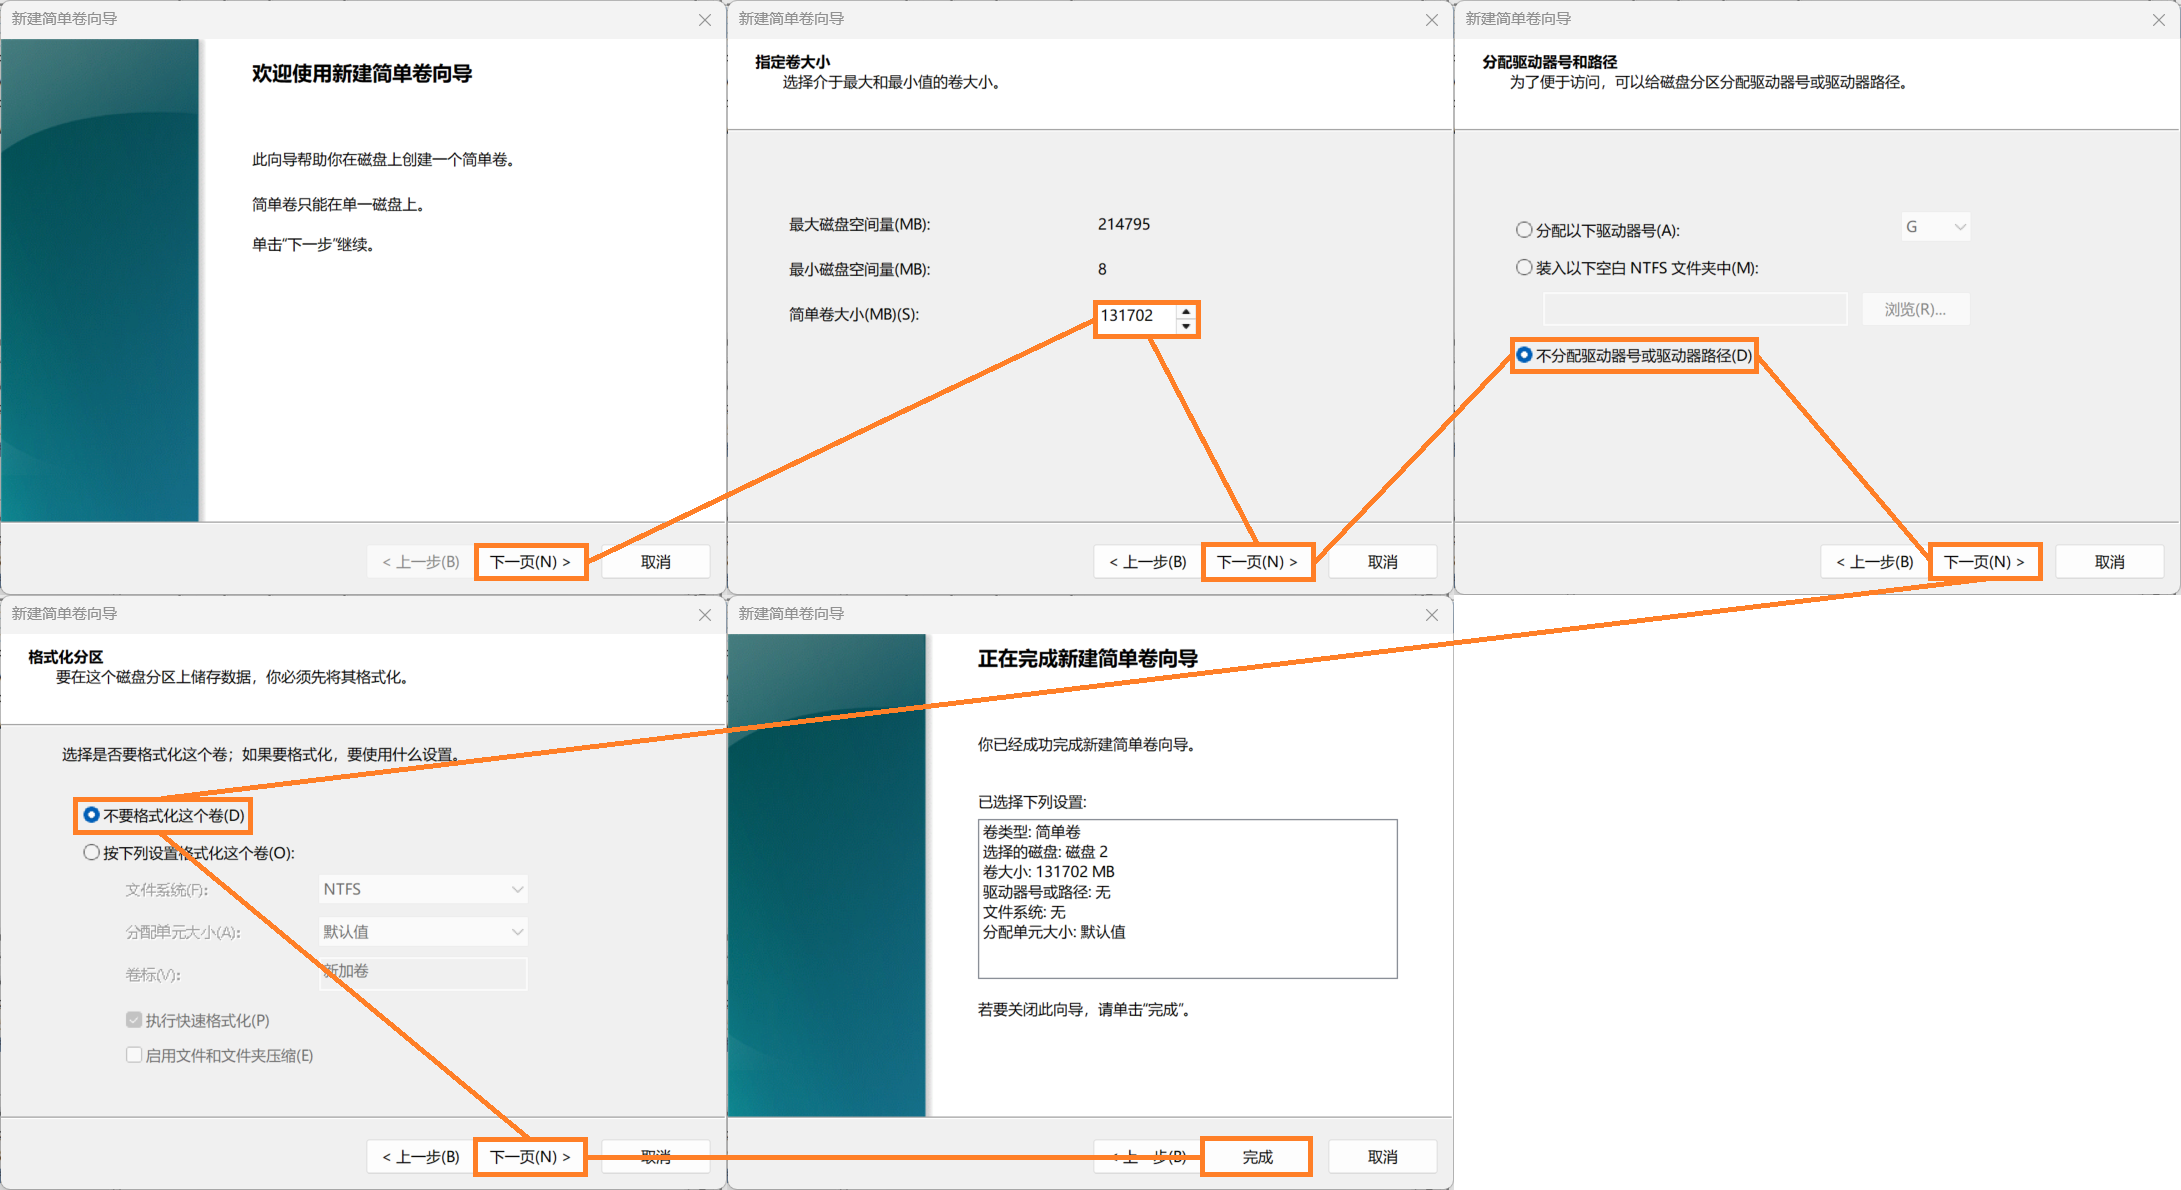 新建简单卷向导
欢迎使用新建简单卷向导
此向导帮助你在磁盘上创建一个简单卷。
简单卷只能在单一磁盘上。
单击"下一步"继续。
< 上一步(B)
下一页(N) >
取消
新建简单卷向导
指定卷大小
选择介于最大和最小值的卷大小。
最大磁盘空间量(MB):
214795
最小磁盘空间量(MB):
8
简单卷大小(MB)(S):
131702
< 上一步(B)
下一页(N) >
取消
新建简单卷向导
分配驱动器号和路径
为了便于访问，可以给磁盘分区分配驱动器号或驱动器路径。
分配以下驱动器号(A):
G
装入以下空白 NTFS 文件夹中(M):
浏览(R)...
不分配驱动器号或驱动器路径(D)
< 上一步(B)
下一页(N) >
取消
新建简单卷向导
格式化分区
要在这个磁盘分区上储存数据，你必须先将其格式化。
选择是否要格式化这个卷；如果要格式化，要使用什么设置。
不要格式化这个卷(D)
按下列设置格式化这个卷(O):
文件系统(F):
NTFS
分配单元大小(A):
默认值
卷标(V):
新加卷
执行快速格式化(P)
启用文件和文件夹压缩(E)
< 上一步(B)
下一页(N) >
取消
新建简单卷向导
正在完成新建简单卷向导
你已经成功完成新建简单卷向导。
已选择下列设置:
卷类型: 简单卷
选择的磁盘: 磁盘 2
卷大小: 131702 MB
驱动器号或路径: 无
文件系统: 无
分配单元大小: 默认值
若要关闭此向导，请单击"完成"。
< 上一步(B)
完成
取消